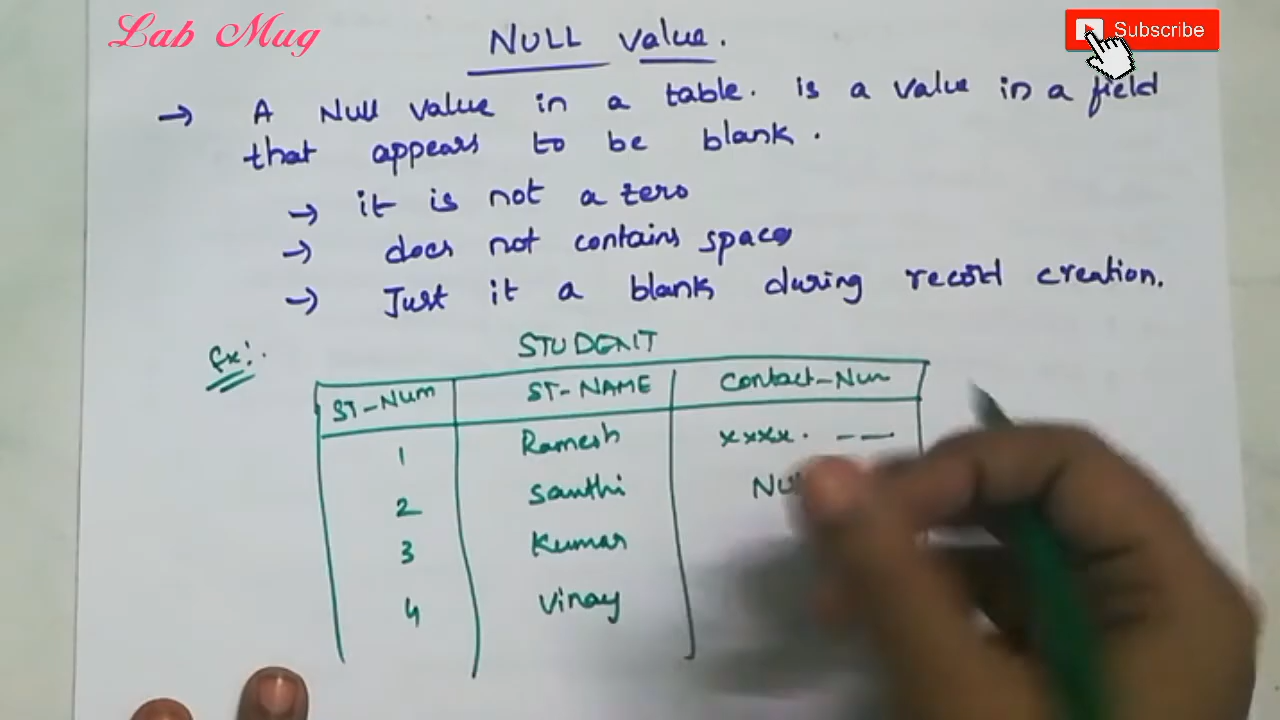 Lab Mug
Subscribe
NULL value.
→ A Null value in a table. is a value in a field
that appears to be blank.
→ it is not a zero
→ does not contains space
→ Just it a blank during record creation.
Ex:.
STUDENT
ST-Num ST-NAME Contact-Num
1 Ramesh xxxx. - —
2 Santhi
3 Kumar
4 Vinay